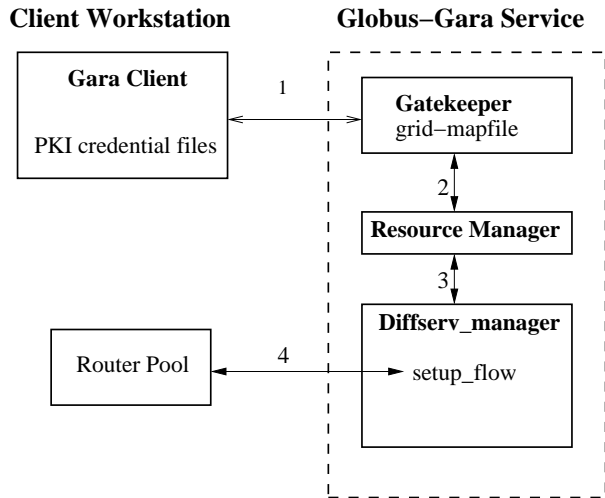 Client Workstation
Globus–Gara Service
Gara Client
PKI credential files
1
Gatekeeper
grid–mapfile
2
Resource Manager
3
Diffserv_manager
setup_flow
Router Pool
4